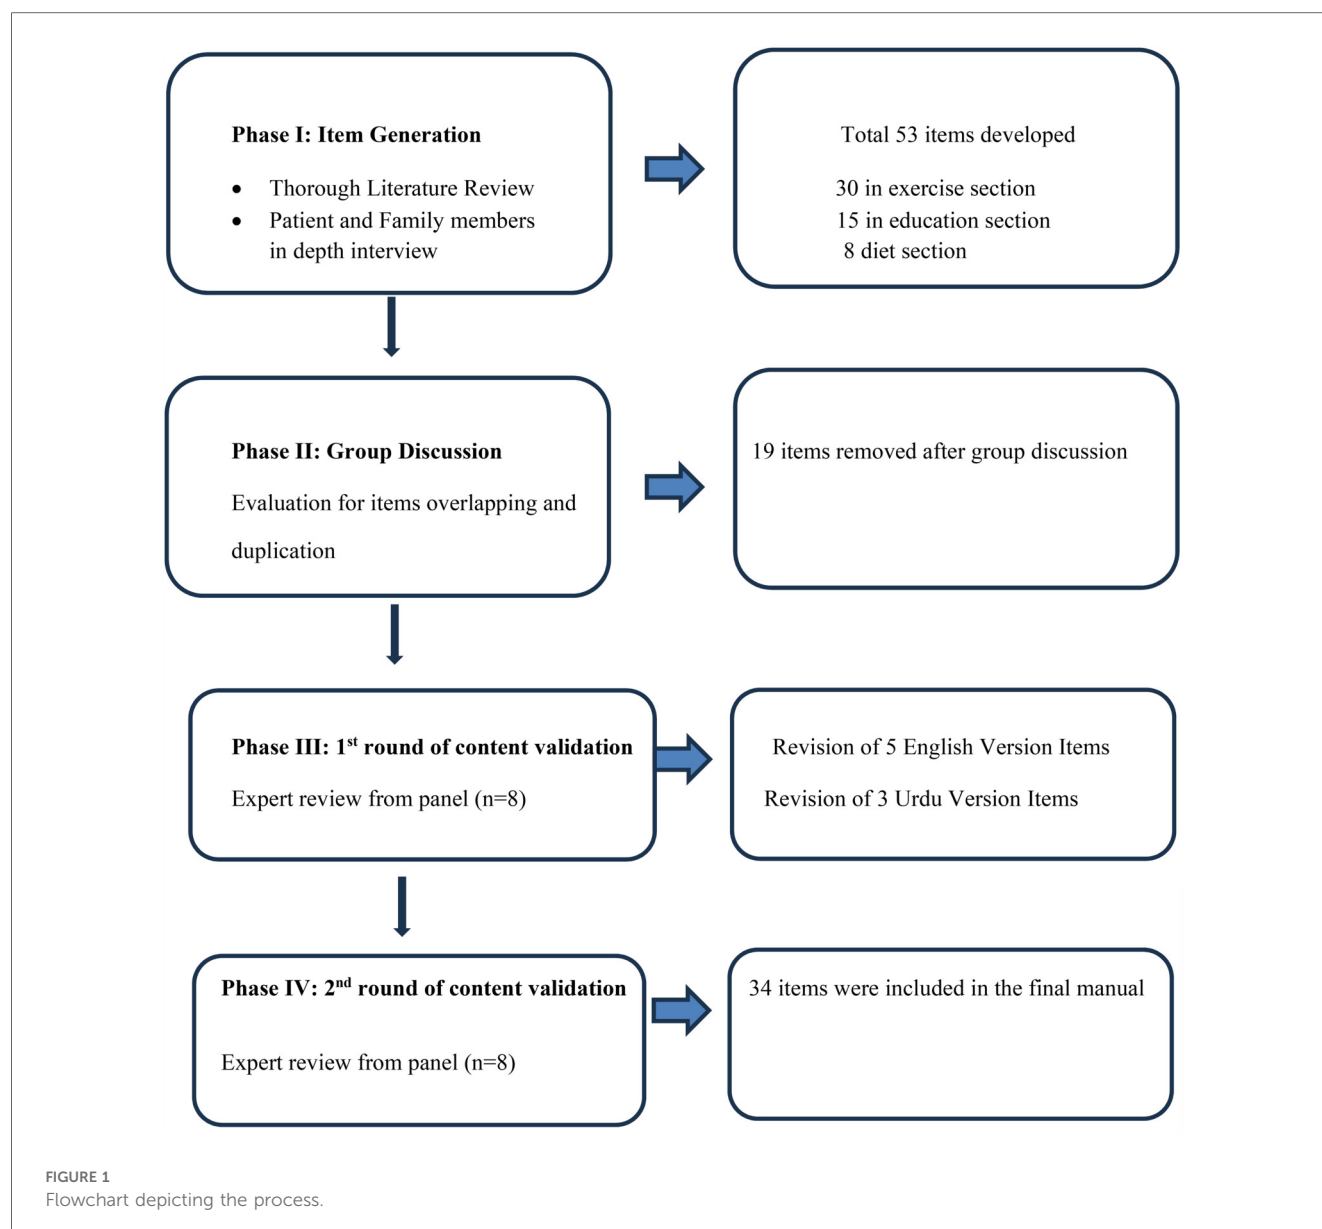 Phase I: Item Generation
• Thorough Literature Review
• Patient and Family members
in depth interview
Total 53 items developed
30 in exercise section
15 in education section
8 diet section
Phase II: Group Discussion
Evaluation for items overlapping and
duplication
19 items removed after group discussion
Phase III: 1st round of content validation
Expert review from panel (n=8)
Revision of 5 English Version Items
Revision of 3 Urdu Version Items
Phase IV: 2nd round of content validation
Expert review from panel (n=8)
34 items were included in the final manual
FIGURE 1
Flowchart depicting the process.